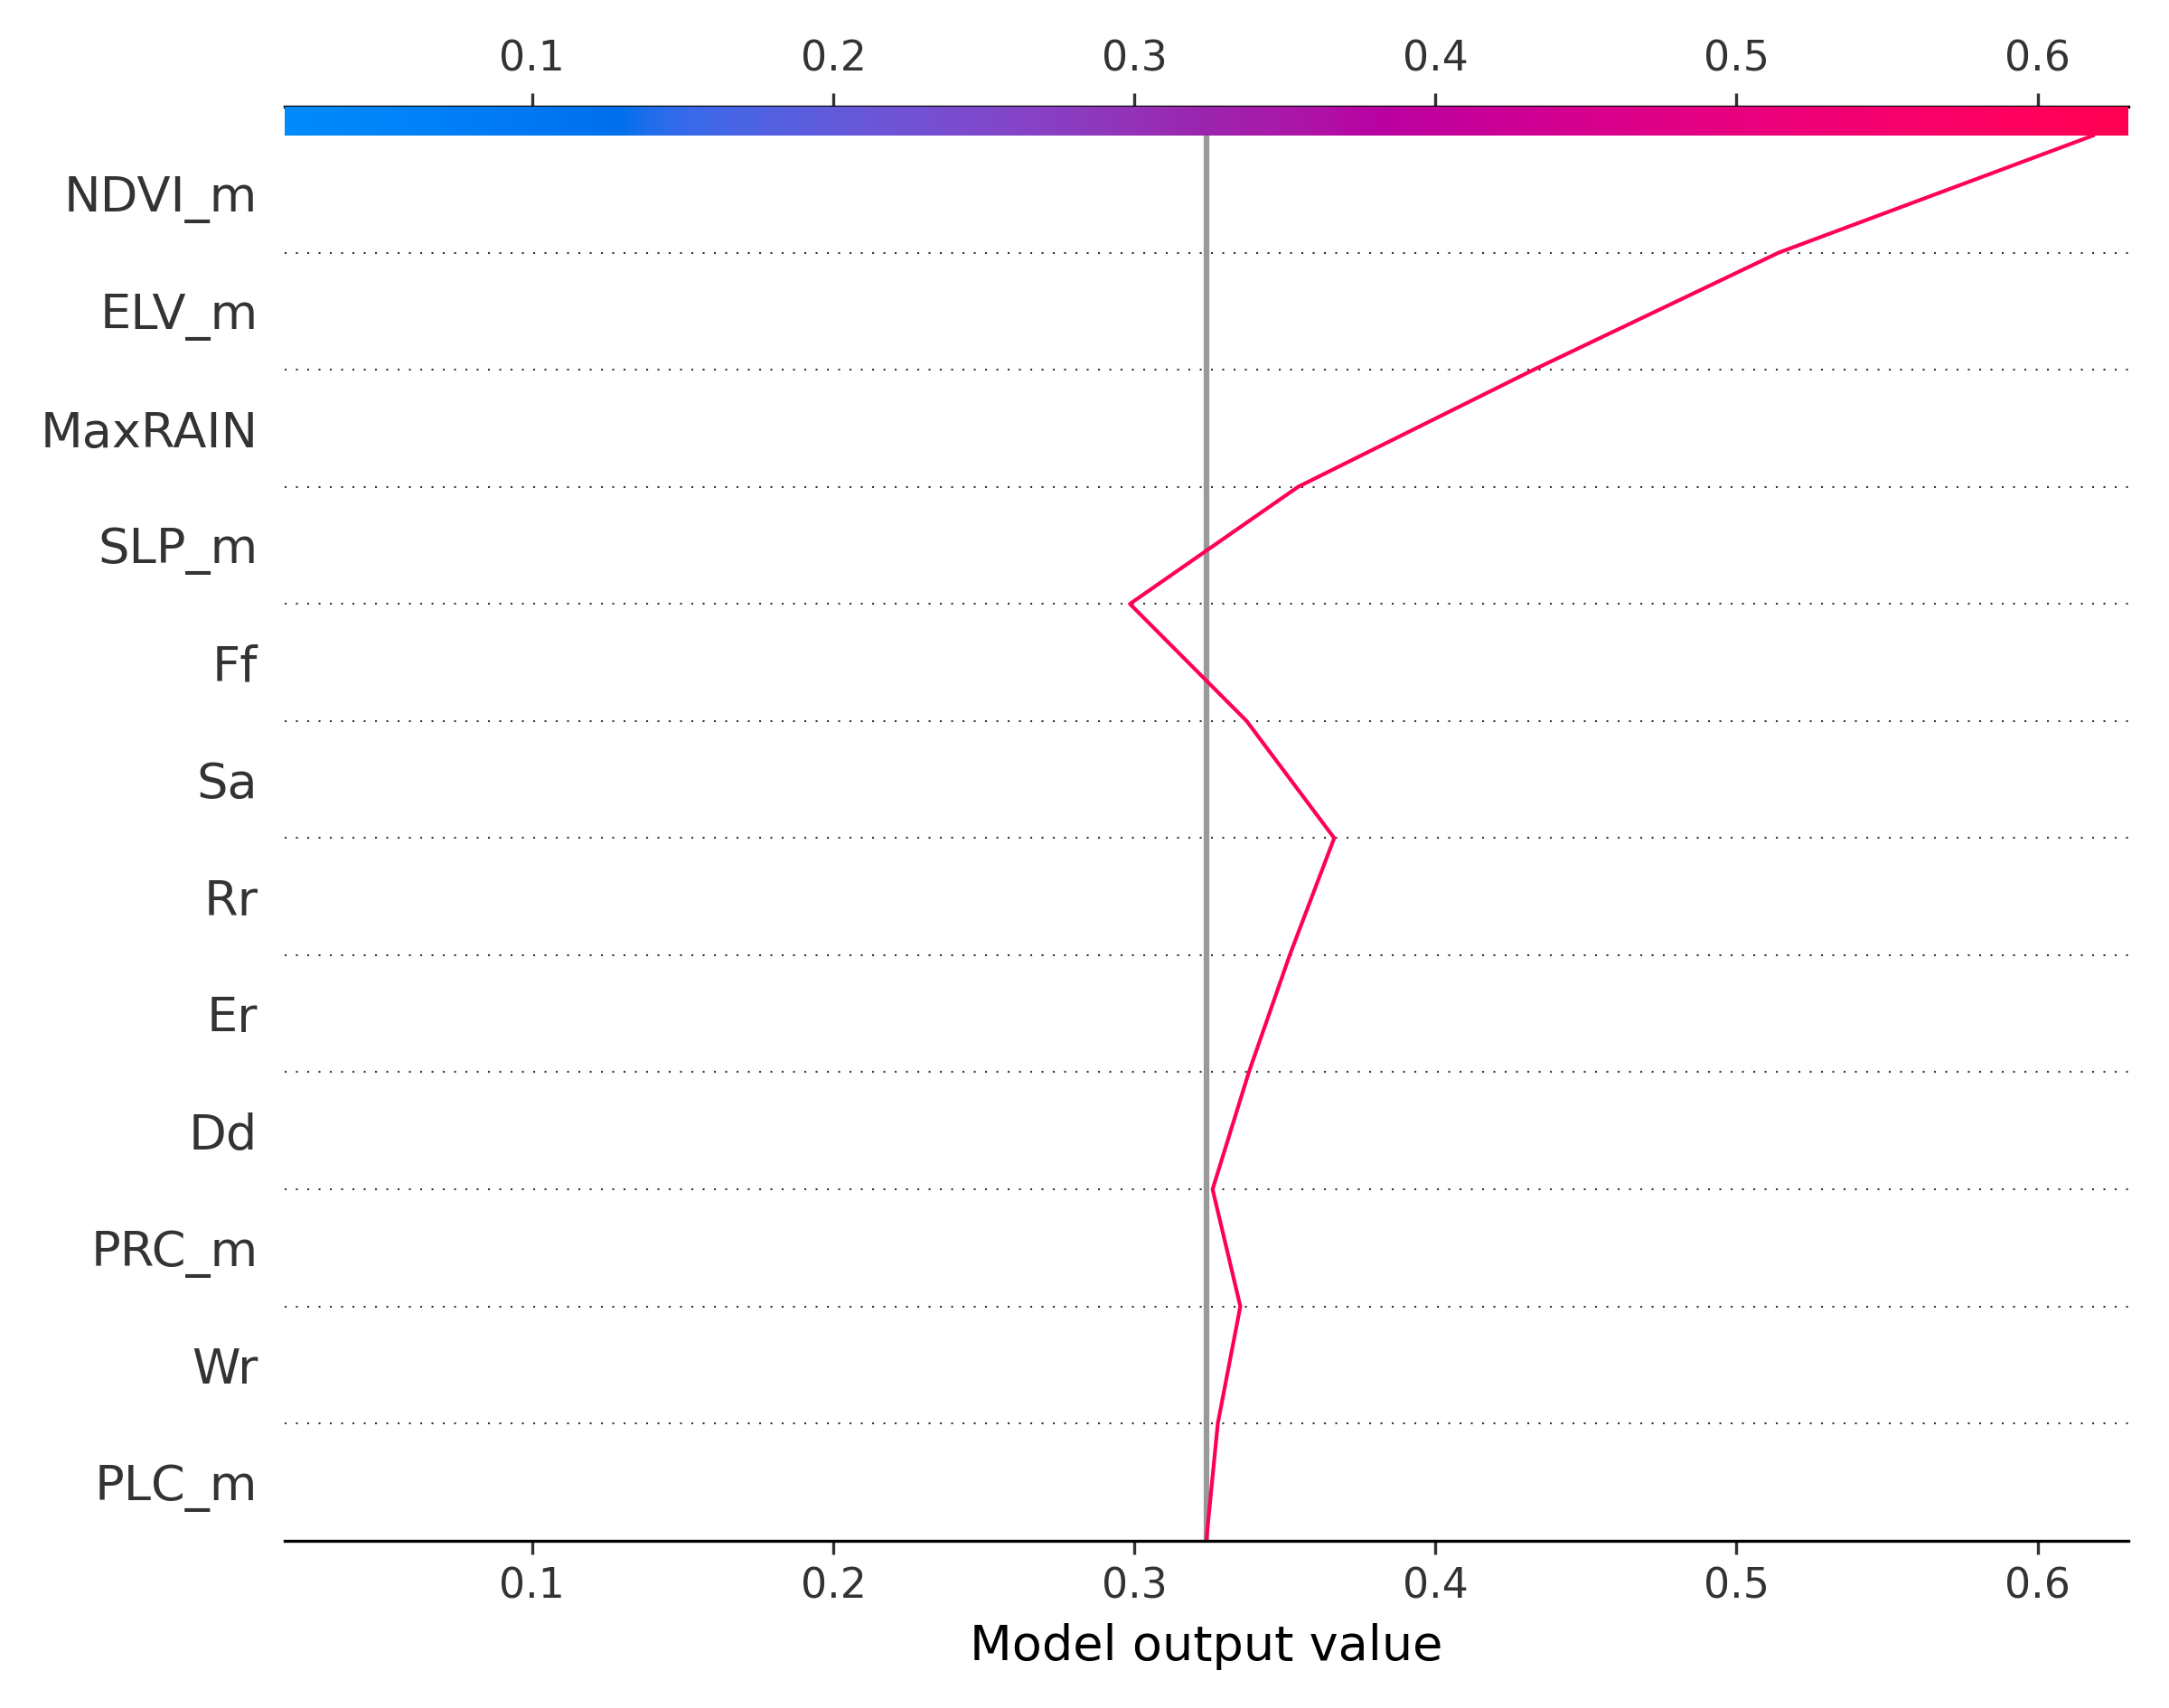 0.1 0.2 0.3 0.4 0.5 0.6
NDVI_m
ELV_m
MaxRAIN
SLP_m
Ff
Sa
Rr
Er
Dd
PRC_m
Wr
PLC_m
0.1 0.2 0.3 0.4 0.5 0.6
Model output value